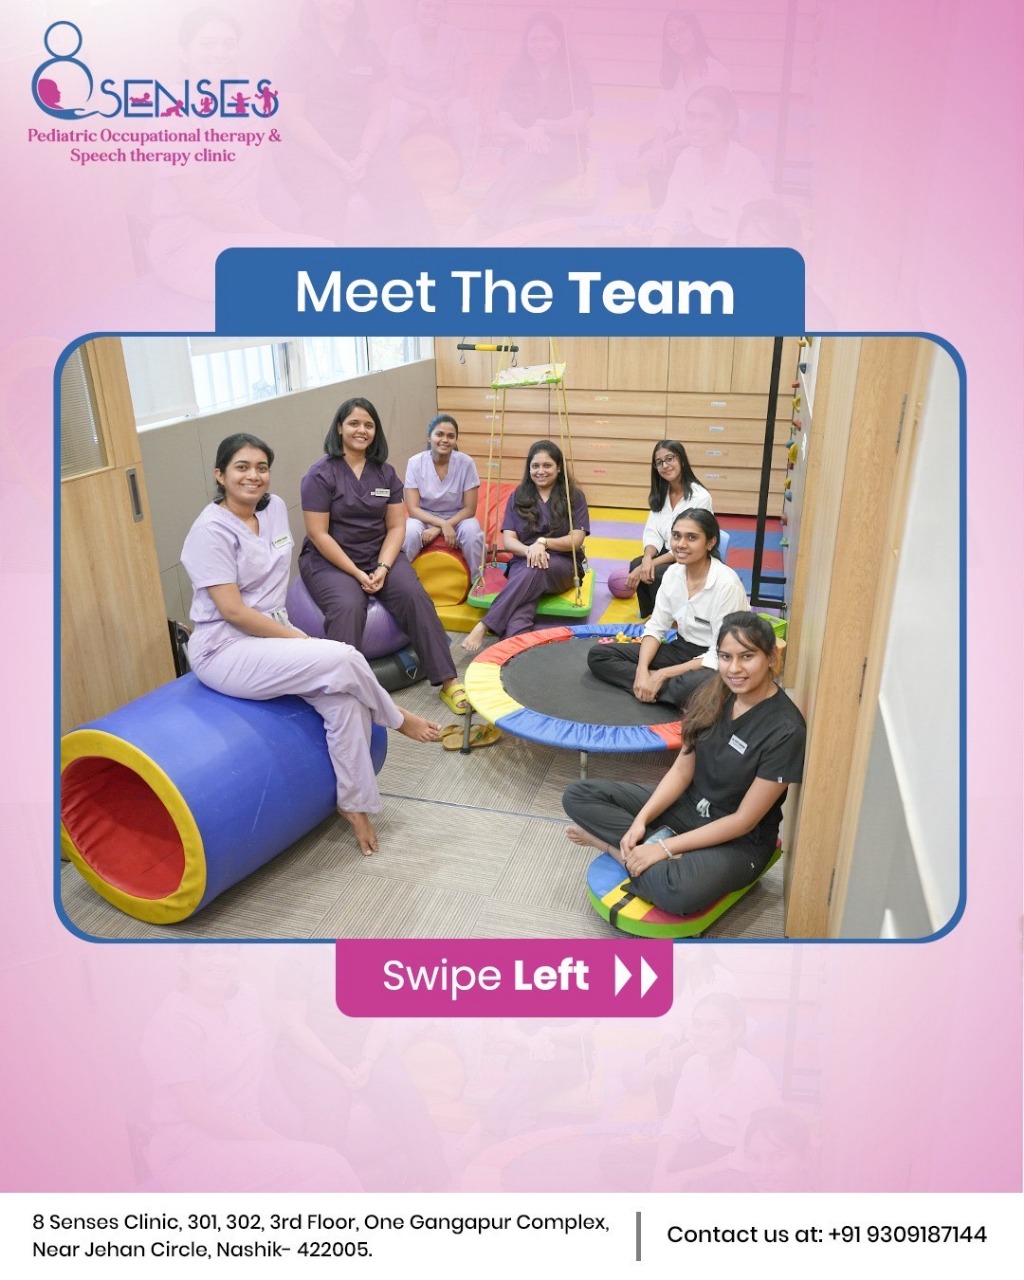 8 SENSES
Pediatric Occupational therapy &
Speech therapy clinic
Meet The Team
Swipe Left
8 Senses Clinic, 301, 302, 3rd Floor, One Gangapur Complex,
Near Jehan Circle, Nashik- 422005.
Contact us at: +91 9309187144